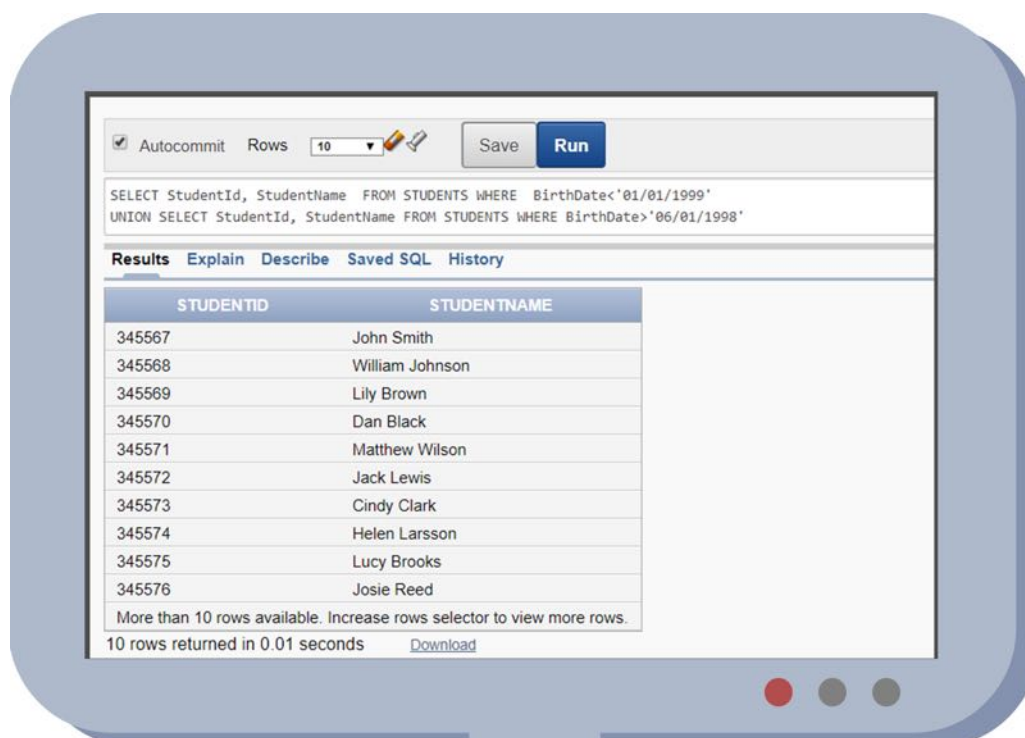 Autocommit Rows 10 Save Run
SELECT StudentId, StudentName FROM STUDENTS WHERE BirthDate<'01/01/1999'
UNION SELECT StudentId, StudentName FROM STUDENTS WHERE BirthDate>'06/01/1998'
Results Explain Describe Saved SQL History
STUDENTID STUDENTNAME
345567 John Smith
345568 William Johnson
345569 Lily Brown
345570 Dan Black
345571 Matthew Wilson
345572 Jack Lewis
345573 Cindy Clark
345574 Helen Larsson
345575 Lucy Brooks
345576 Josie Reed
More than 10 rows available. Increase rows selector to view more rows.
10 rows returned in 0.01 seconds Download